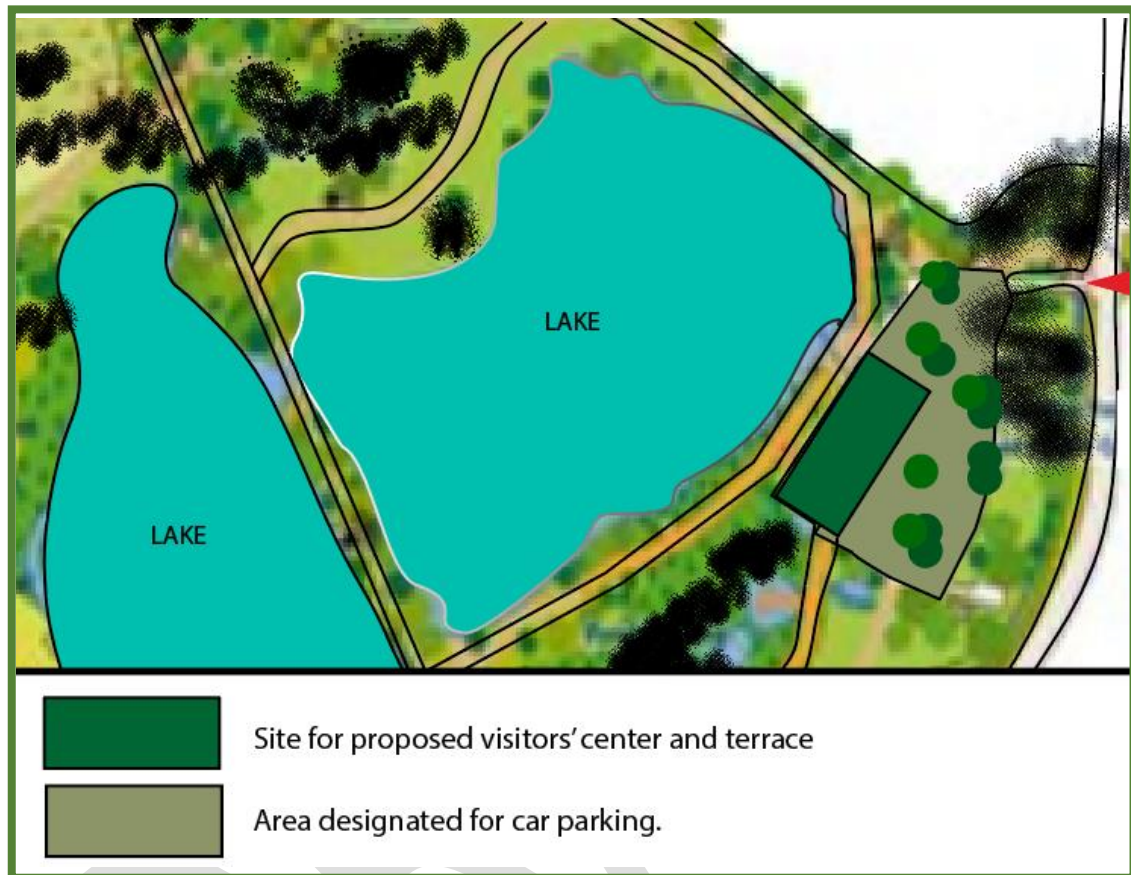 LAKE
LAKE
Site for proposed visitors' center and terrace
Area designated for car parking.